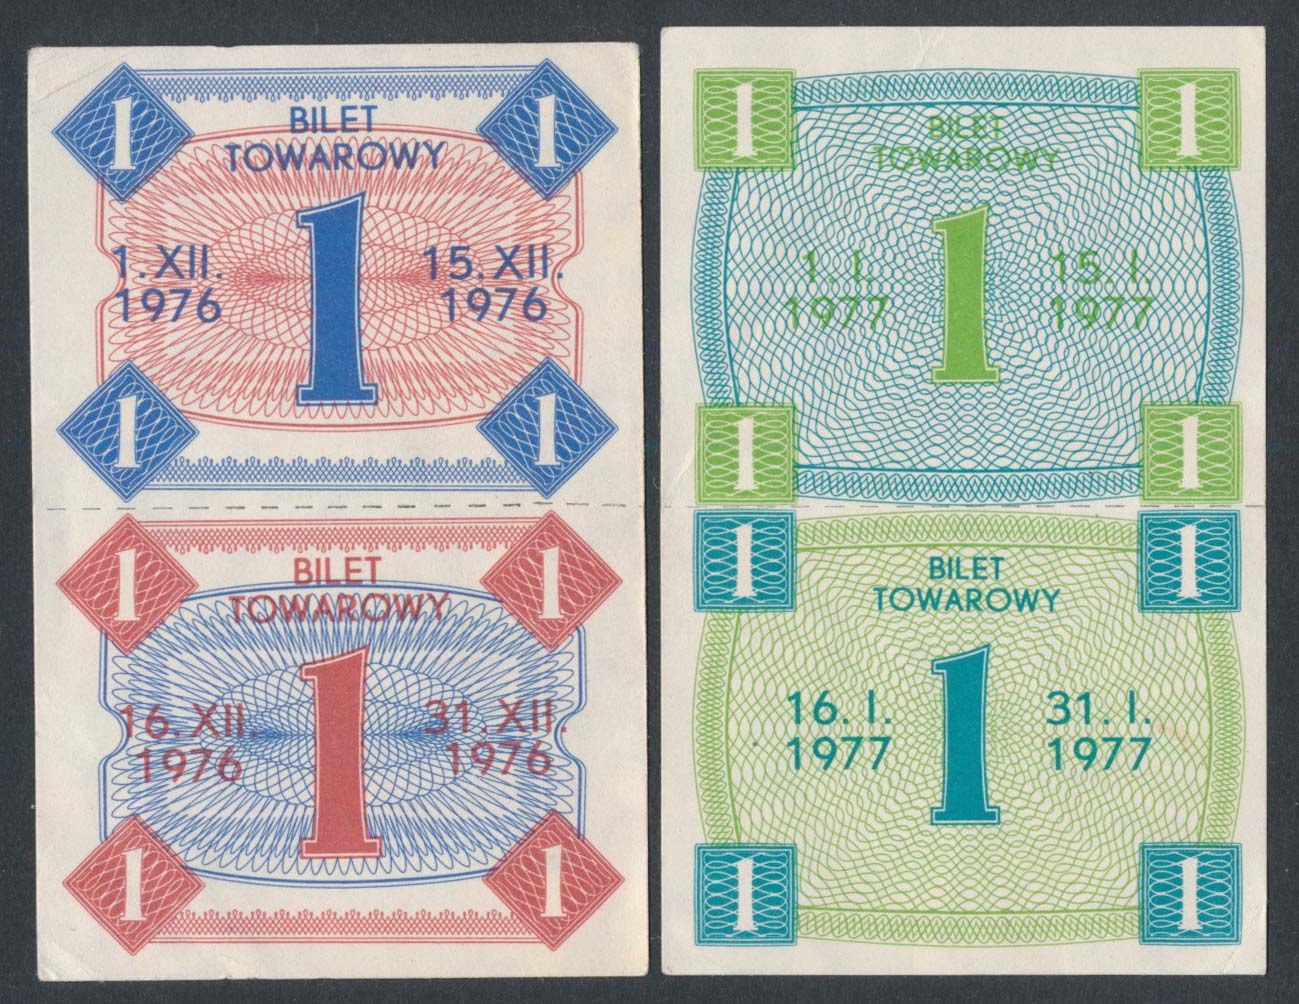 1 1
BILET
TOWAROWY
1
1. XII. 15. XII.
1976 1976
1 1
1 1
BILET
TOWAROWY
1
16. XII. 31. XII.
1976 1976
1 1
1 1
BILET
TOWAROWY
1
1. I. 15. I.
1977 1977
1 1
1 1
BILET
TOWAROWY
1
16. I. 31. I.
1977 1977
1 1